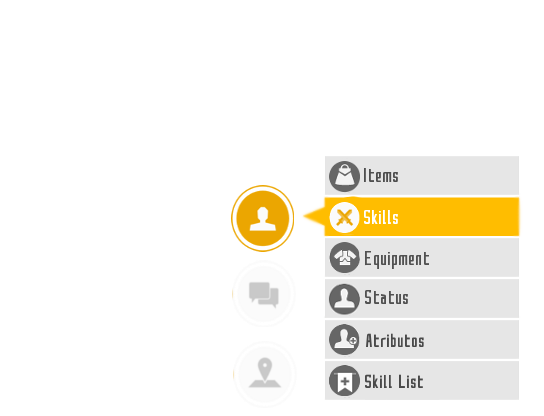 Items
Skills
Equipment
Status
Atributos
Skill List